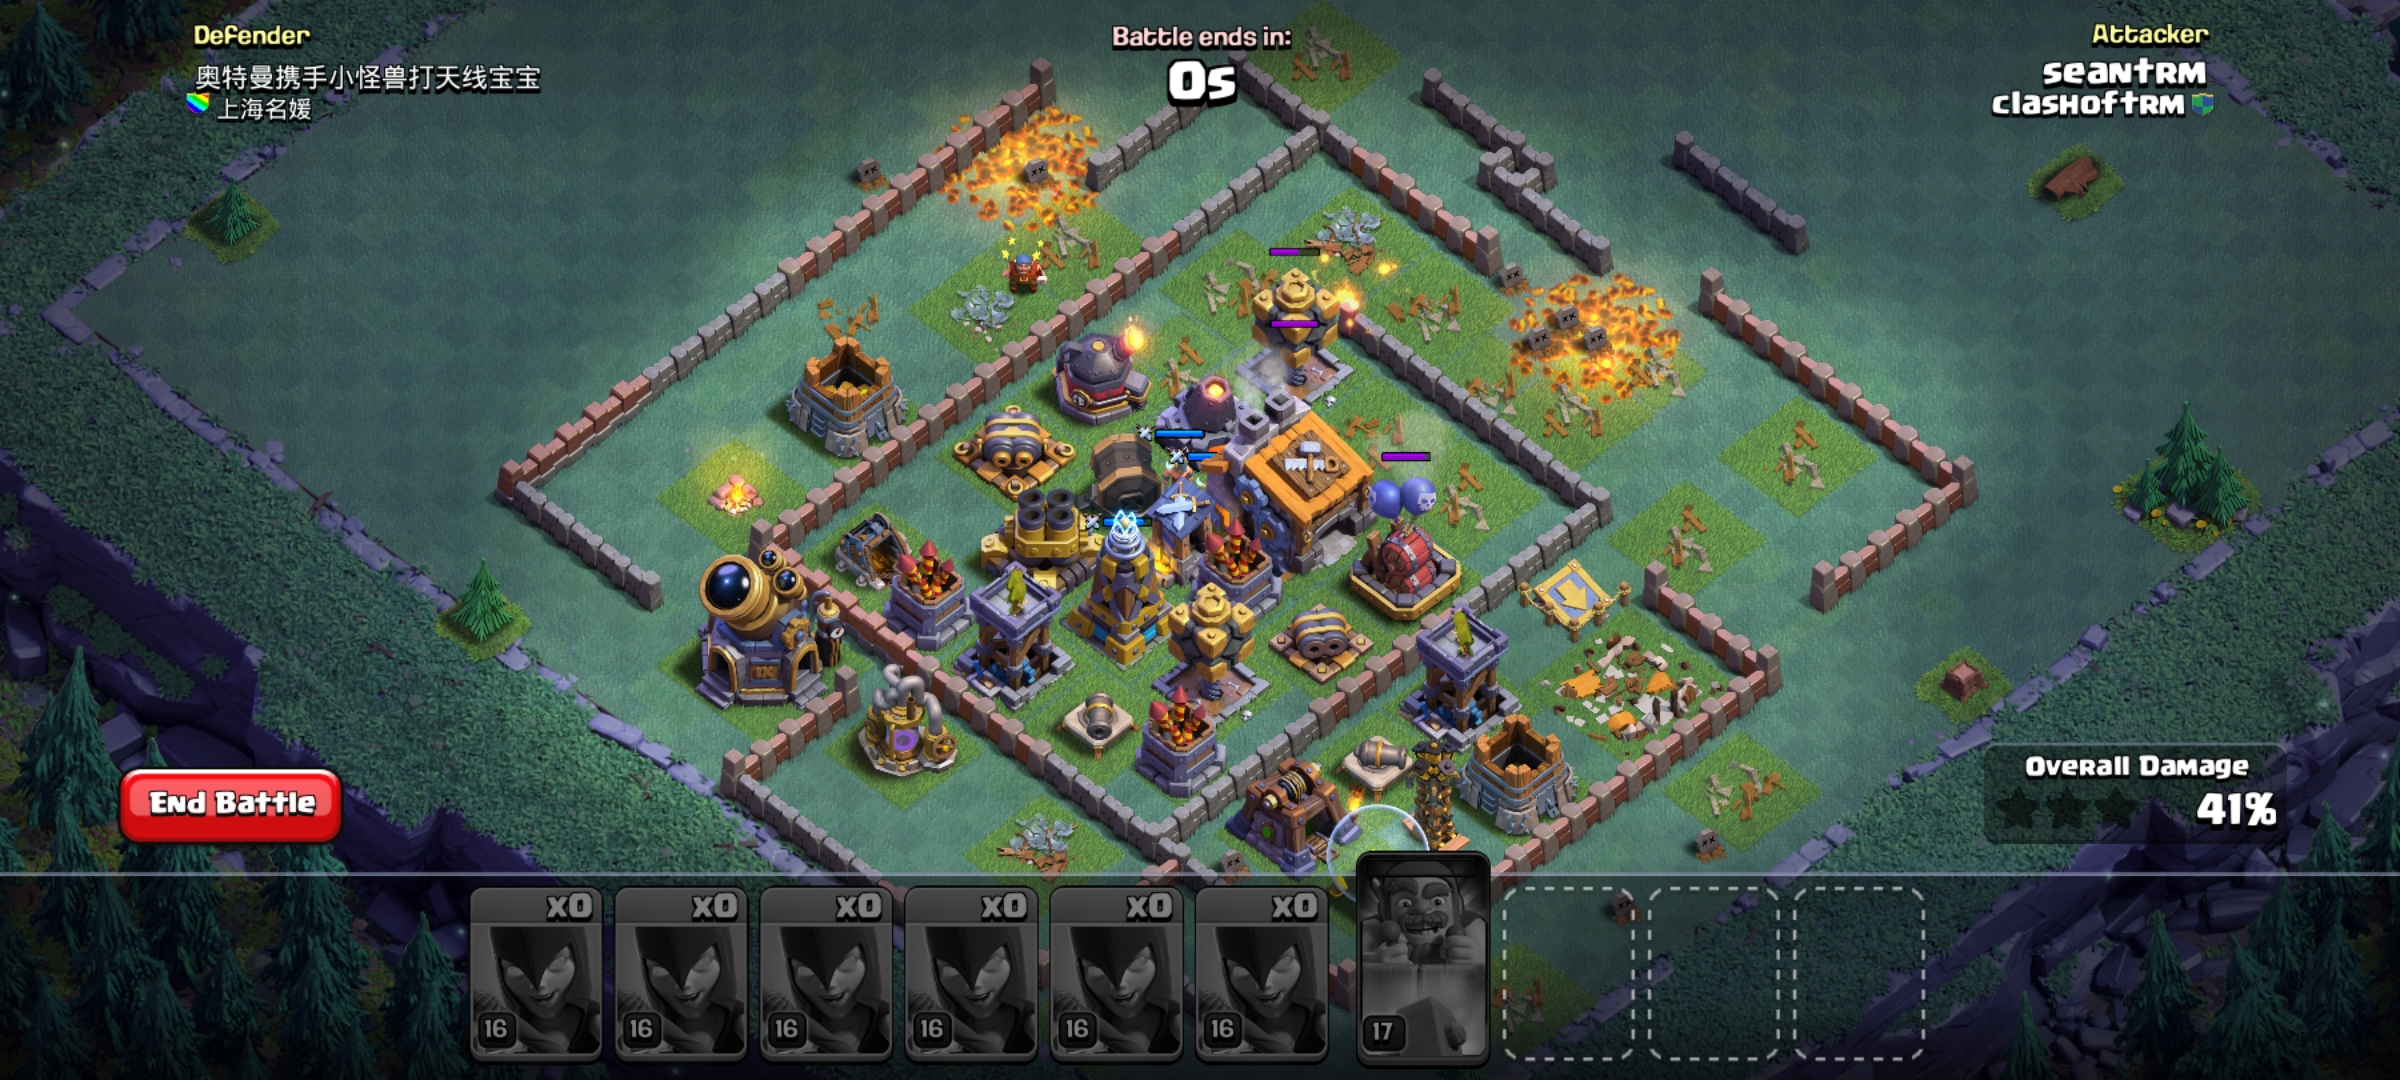 Defender
奥特曼携手小怪兽打天线宝宝
上海名媛
Battle ends in:
0s
Attacker
seantRM
clashoftRM
End Battle
Overall Damage
41%
x0
x0
x0
x0
x0
x0
16
16
16
16
16
16
17